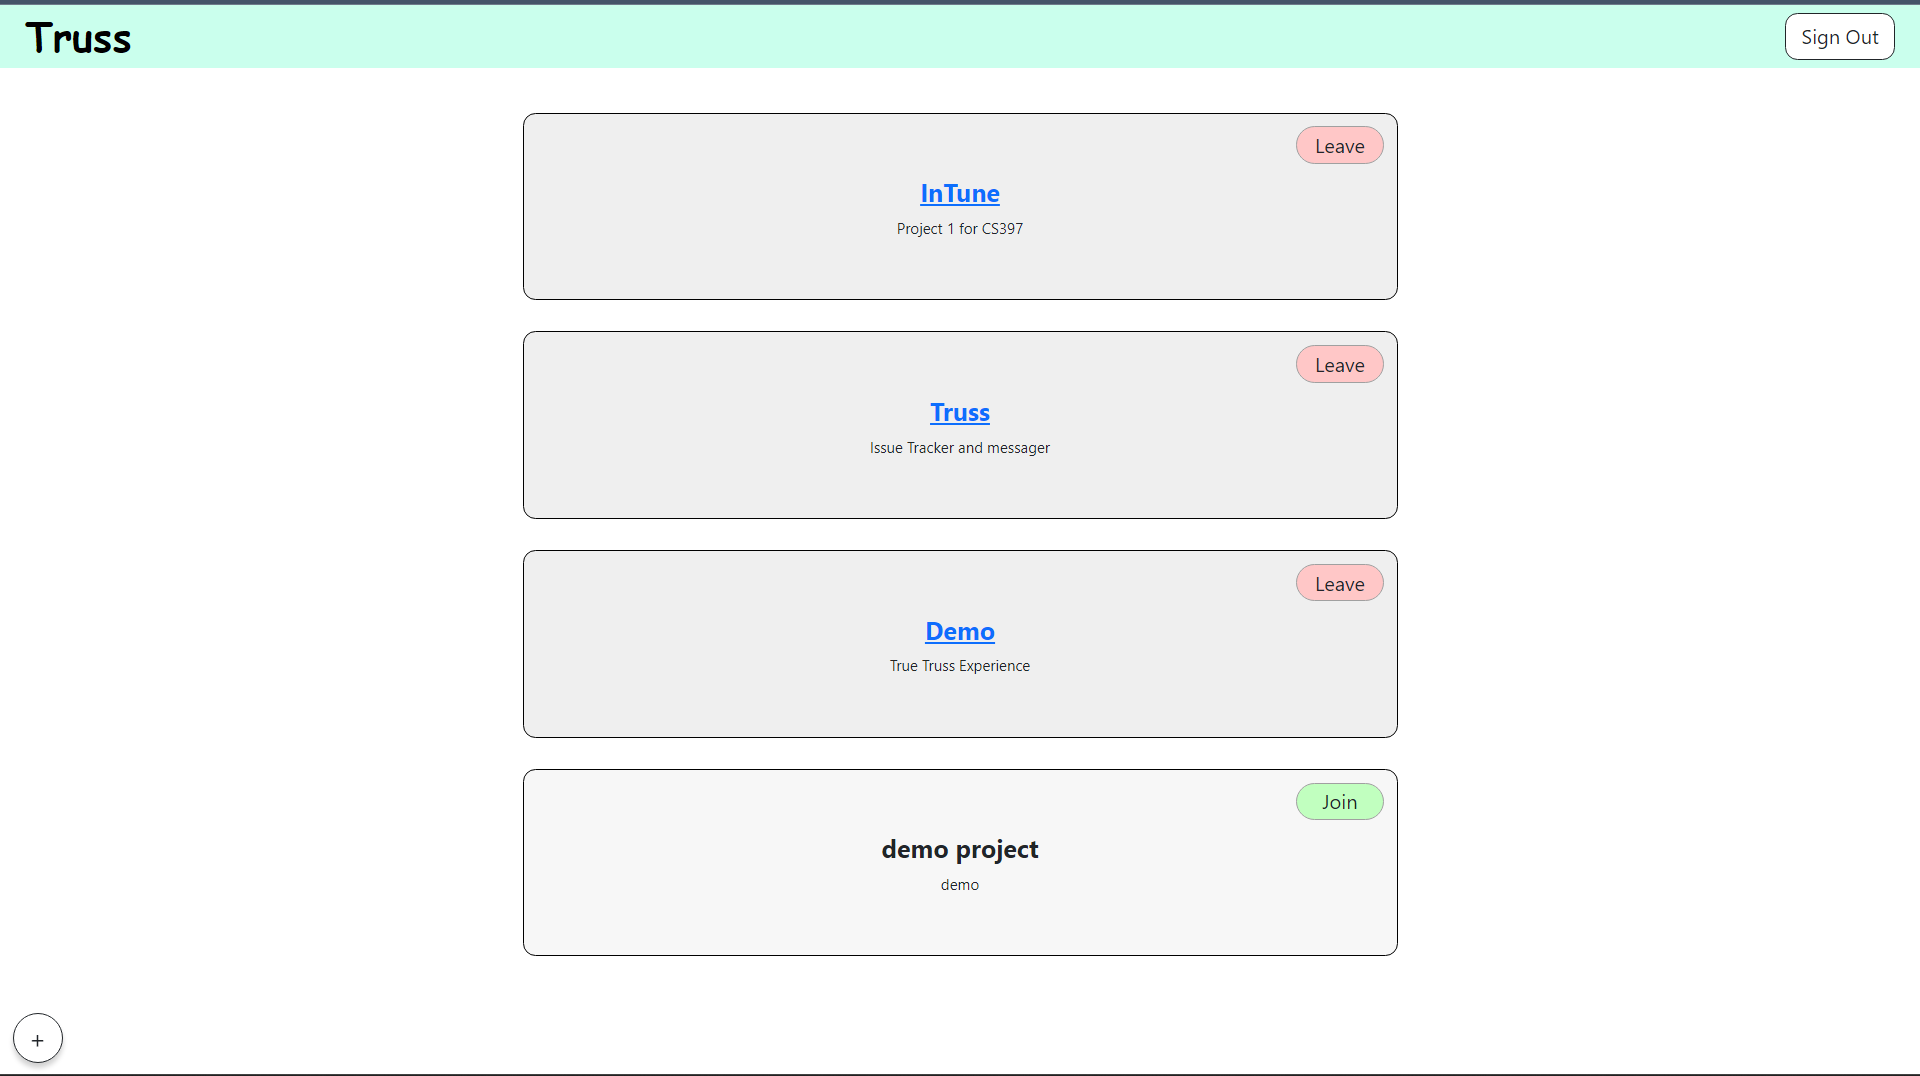 Truss
Sign Out
Leave
InTune
Project 1 for CS397
Leave
Truss
Issue Tracker and messager
Leave
Demo
True Truss Experience
Join
demo project
demo
+